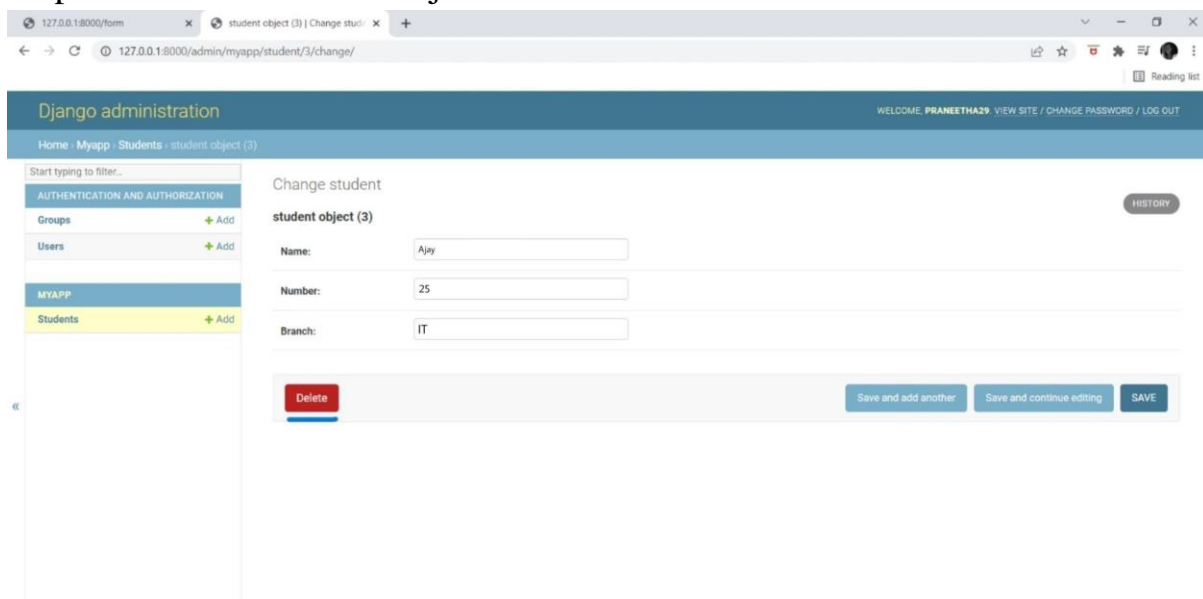 127.0.0.1:8000/form student object (3) | Change stud
127.0.0.1:8000/admin/myapp/student/3/change/
Reading list
Django administration
WELCOME, PRANEETHA29. VIEW SITE / CHANGE PASSWORD / LOG OUT
Home › Myapp › Students › student object (3)
Start typing to filter...
AUTHENTICATION AND AUTHORIZATION
Groups + Add
Users + Add
MYAPP
Students + Add
Change student
HISTORY
student object (3)
Name: Ajay
Number: 25
Branch: IT
Delete Save and add another Save and continue editing SAVE